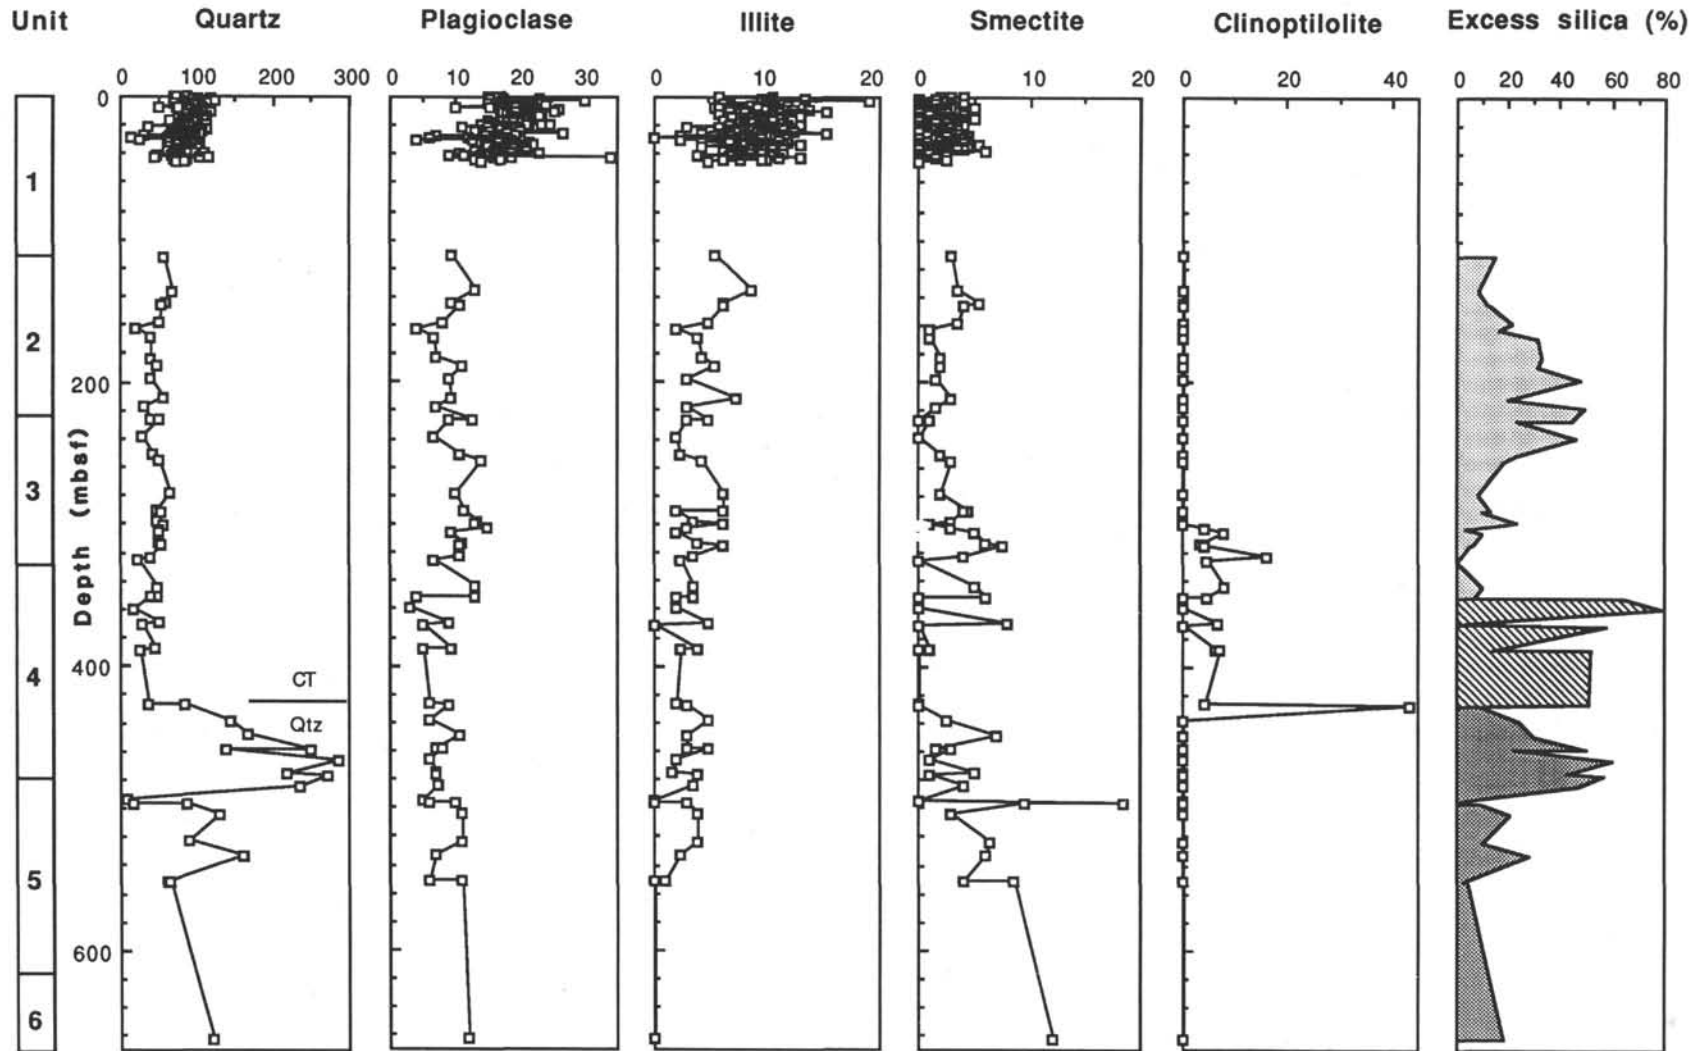 Unit Quartz Plagioclase Illite Smectite Clinoptilolite Excess silica (%)
0 100 200 300 0 10 20 30 0 10 20 0 10 20 0 20 40 0 20 40 60 80
0
1
2
200
3
Depth (mbsf)
400
CT
4
Qtz
5
600
6